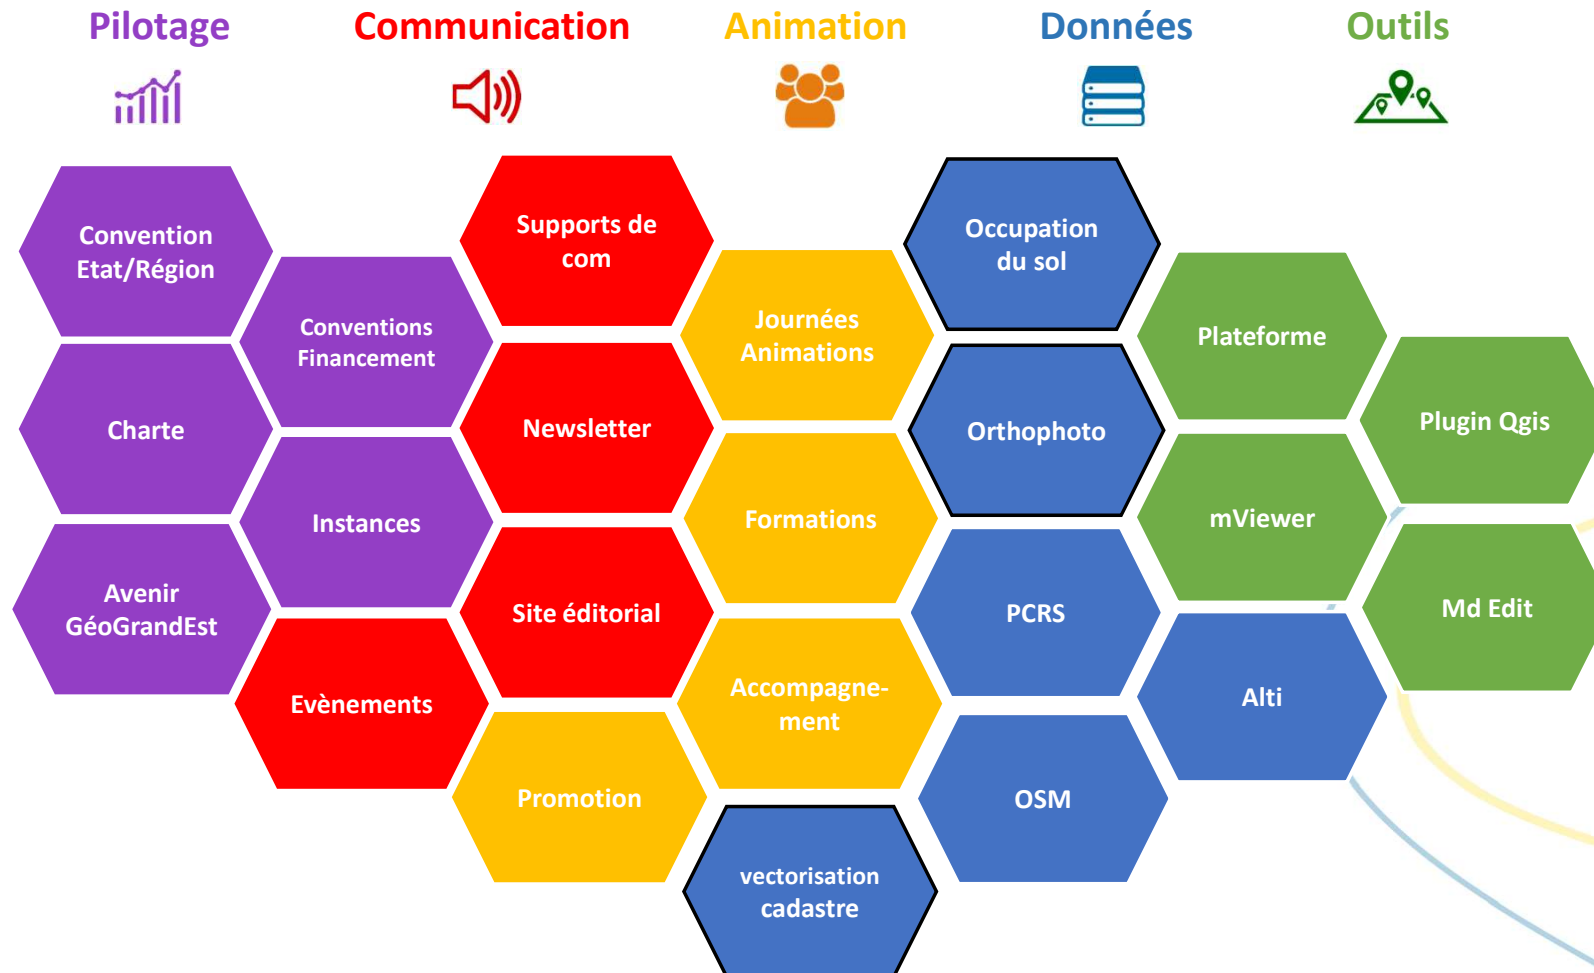 Pilotage
Communication
Animation
Données
Outils
Convention
Etat/Région
Charte
Avenir
GéoGrandEst
Conventions
Financement
Instances
Evènements
Supports de
com
Newsletter
Site éditorial
Promotion
Journées
Animations
Formations
Accompagne-
ment
vectorisation
cadastre
Occupation
du sol
Orthophoto
PCRS
OSM
Plateforme
mViewer
Alti
Plugin Qgis
Md Edit